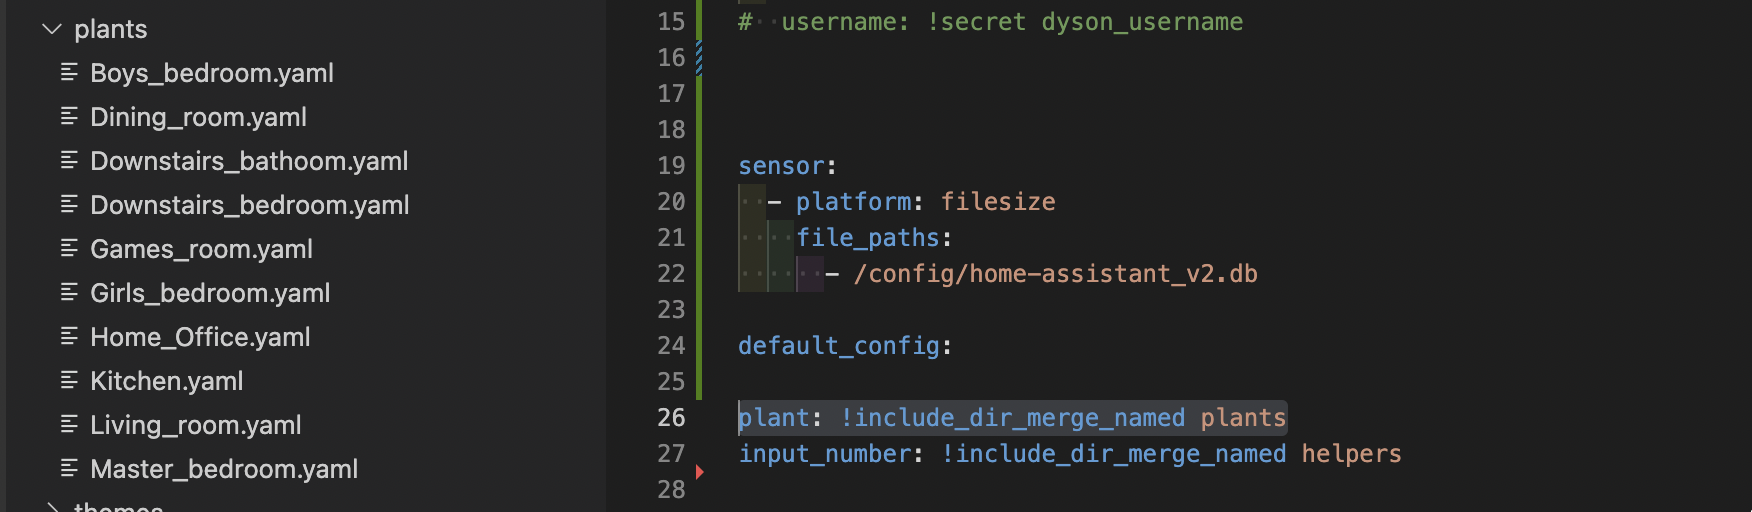 plants
Boys_bedroom.yaml
Dining_room.yaml
Downstairs_bathoom.yaml
Downstairs_bedroom.yaml
Games_room.yaml
Girls_bedroom.yaml
Home_Office.yaml
Kitchen.yaml
Living_room.yaml
Master_bedroom.yaml
themes
15 #   username: !secret dyson_username
16
17
18
19 sensor:
20   - platform: filesize
21     file_paths:
22       - /config/home-assistant_v2.db
23
24 default_config:
25
26 plant: !include_dir_merge_named plants
27 input_number: !include_dir_merge_named helpers
28